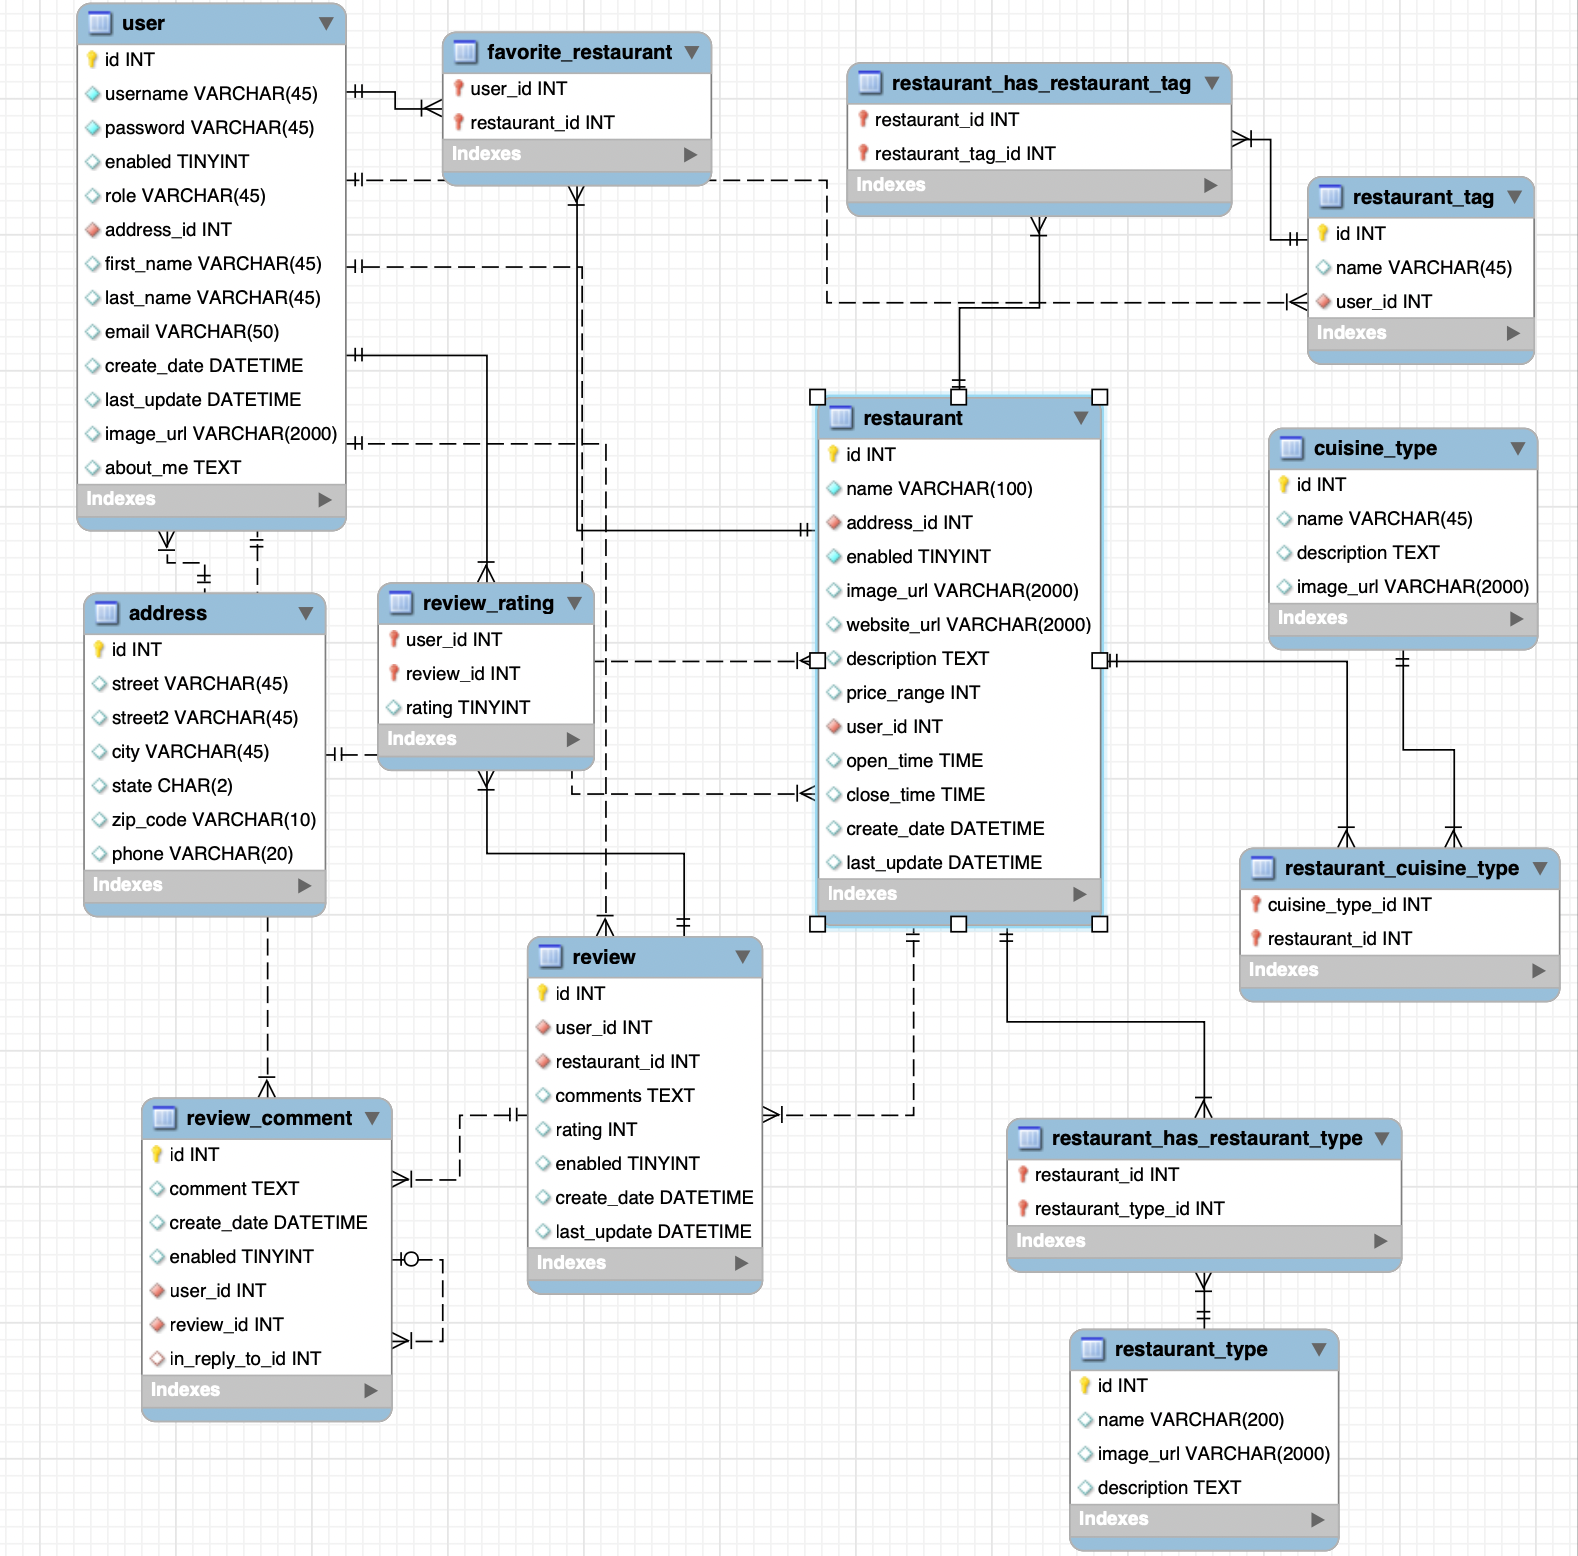 user
id INT
username VARCHAR(45)
password VARCHAR(45)
enabled TINYINT
role VARCHAR(45)
address_id INT
first_name VARCHAR(45)
last_name VARCHAR(45)
email VARCHAR(50)
create_date DATETIME
last_update DATETIME
image_url VARCHAR(2000)
about_me TEXT
Indexes
favorite_restaurant
user_id INT
restaurant_id INT
Indexes
restaurant_has_restaurant_tag
restaurant_id INT
restaurant_tag_id INT
Indexes
restaurant_tag
id INT
name VARCHAR(45)
user_id INT
Indexes
restaurant
id INT
name VARCHAR(100)
address_id INT
enabled TINYINT
image_url VARCHAR(2000)
website_url VARCHAR(2000)
description TEXT
price_range INT
user_id INT
open_time TIME
close_time TIME
create_date DATETIME
last_update DATETIME
Indexes
cuisine_type
id INT
name VARCHAR(45)
description TEXT
image_url VARCHAR(2000)
Indexes
address
id INT
street VARCHAR(45)
street2 VARCHAR(45)
city VARCHAR(45)
state CHAR(2)
zip_code VARCHAR(10)
phone VARCHAR(20)
Indexes
review_rating
user_id INT
review_id INT
rating TINYINT
Indexes
restaurant_cuisine_type
cuisine_type_id INT
restaurant_id INT
Indexes
review
id INT
user_id INT
restaurant_id INT
comments TEXT
rating INT
enabled TINYINT
create_date DATETIME
last_update DATETIME
Indexes
review_comment
id INT
comment TEXT
create_date DATETIME
enabled TINYINT
user_id INT
review_id INT
in_reply_to_id INT
Indexes
restaurant_has_restaurant_type
restaurant_id INT
restaurant_type_id INT
Indexes
restaurant_type
id INT
name VARCHAR(200)
image_url VARCHAR(2000)
description TEXT
Indexes